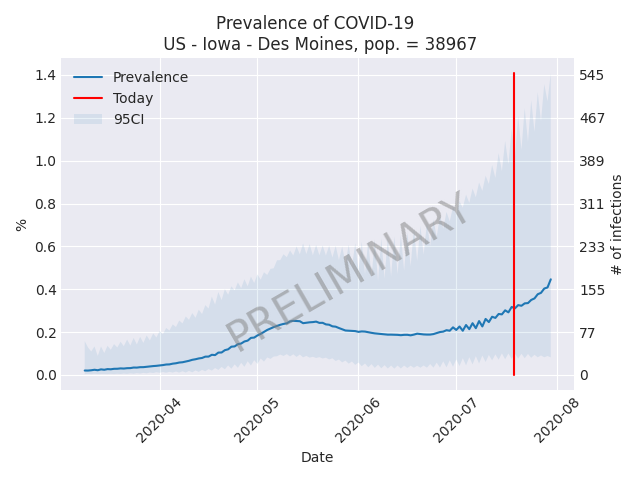 Prevalence of COVID-19
US - Iowa - Des Moines, pop. = 38967
Prevalence
Today
95CI
PRELIMINARY
%
1.4
1.2
1.0
0.8
0.6
0.4
0.2
0.0
545
467
389
311
233
155
77
0
# of infections
2020-04
2020-05
2020-06
2020-07
2020-08
Date